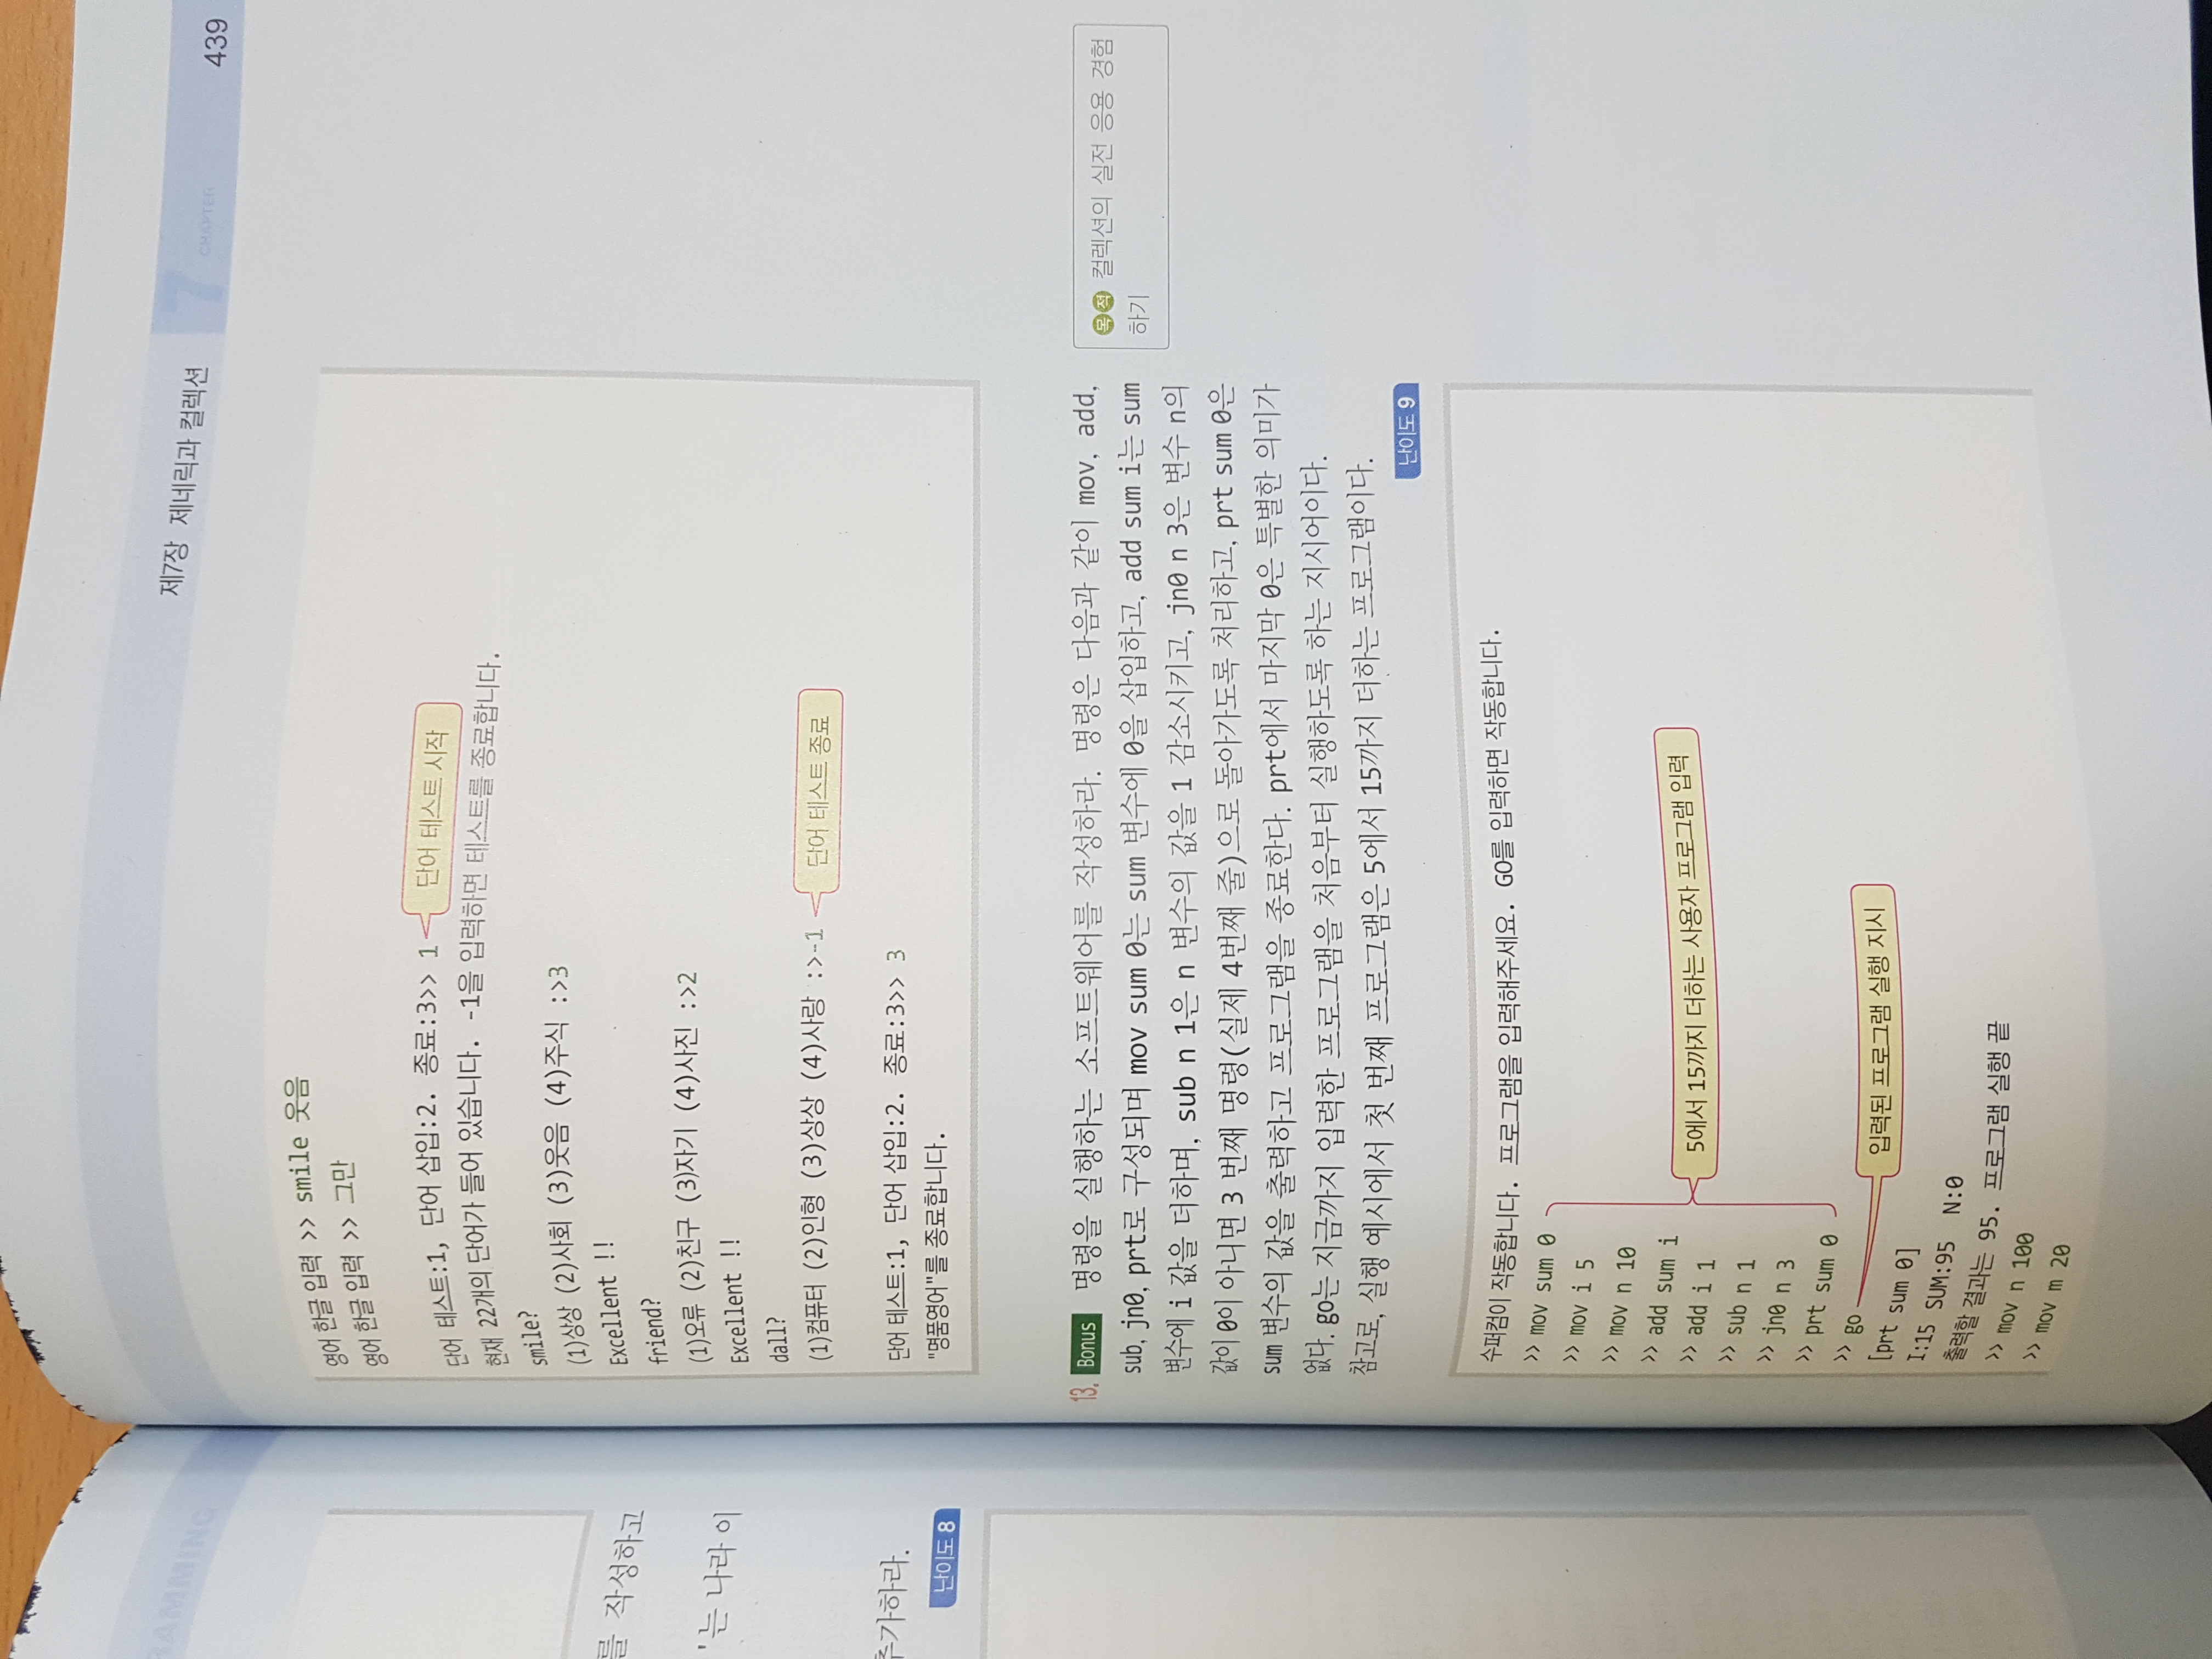 RAMMING
를 작성하고
'는 나라 이
추가하라.
난이도 8
제7장 제네릭과 컬렉션 7 CHAPTER 439
영어 한글 입력 >> smile 웃음
영어 한글 입력 >> 그만
단어 테스트:1, 단어 삽입:2. 종료:3>> 1 단어 테스트 시작
현재 22개의 단어가 들어 있습니다. -1을 입력하면 테스트를 종료합니다.
smile?
(1)상상 (2)사회 (3)웃음 (4)주식 :>3
Excellent !!
friend?
(1)오류 (2)친구 (3)자기 (4)사진 :>2
Excellent !!
dall?
(1)컴퓨터 (2)인형 (3)상상 (4)사랑 :>-1 단어 테스트 종료
단어 테스트:1, 단어 삽입:2. 종료:3>> 3
"명품영어"를 종료합니다.
13. Bonus 명령을 실행하는 소프트웨어를 작성하라. 명령은 다음과 같이 mov, add,
sub, jn0, prt로 구성되며 mov sum 0는 sum 변수에 0을 삽입하고, add sum i는 sum
변수에 i 값을 더하며, sub n 1은 n 변수의 값을 1 감소시키고, jn0 n 3은 변수 n의
값이 0이 아니면 3 번째 명령(실제 4번째 줄)으로 돌아가도록 처리하고, prt sum 0은
sum 변수의 값을 출력하고 프로그램을 종료한다. prt에서 마지막 0은 특별한 의미가
없다. go는 지금까지 입력한 프로그램을 처음부터 실행하도록 하는 지시어이다.
참고로, 실행 예시에서 첫 번째 프로그램은 5에서 15까지 더하는 프로그램이다.
난이도 9
목적 컬렉션의 실전 응용 경험
하기
수퍼컴이 작동합니다. 프로그램을 입력해주세요. GO를 입력하면 작동합니다.
>> mov sum 0
>> mov i 5
>> mov n 10
>> add sum i
>> add i 1
>> sub n 1
>> jn0 n 3
>> prt sum 0
5에서 15까지 더하는 사용자 프로그램 입력
>> go 입력된 프로그램 실행 지시
[prt sum 0]
I:15 SUM:95 N:0
출력할 결과는 95. 프로그램 실행 끝
>> mov n 100
>> mov m 20